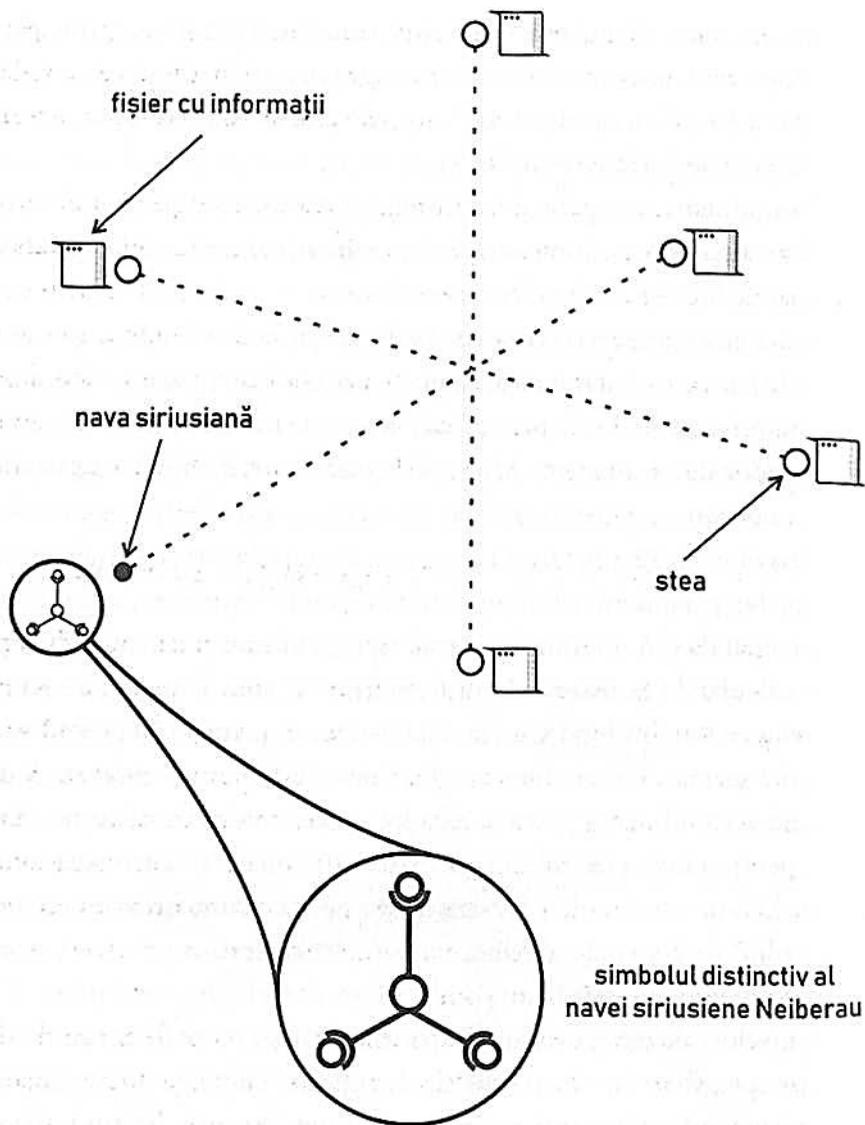 fișier cu informații
nava siriusiană
stea
simbolul distinctiv al
navei siriusiene Neiberau